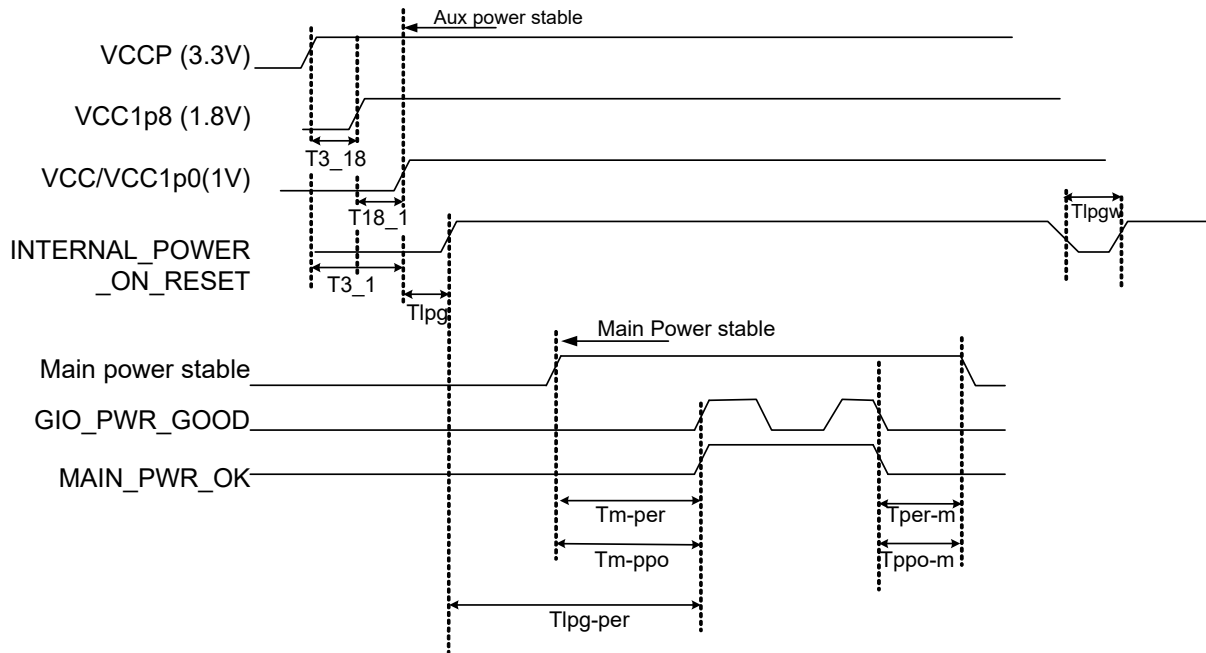 Aux power stable
VCCP (3.3V)
VCC1p8 (1.8V)
T3_18
VCC/VCC1p0(1V)
T18_1
Tlpgw
INTERNAL_POWER
_ON_RESET
T3_1
Tlpg
Main Power stable
Main power stable
GIO_PWR_GOOD
MAIN_PWR_OK
Tm-per
Tper-m
Tm-ppo
Tppo-m
Tlpg-per